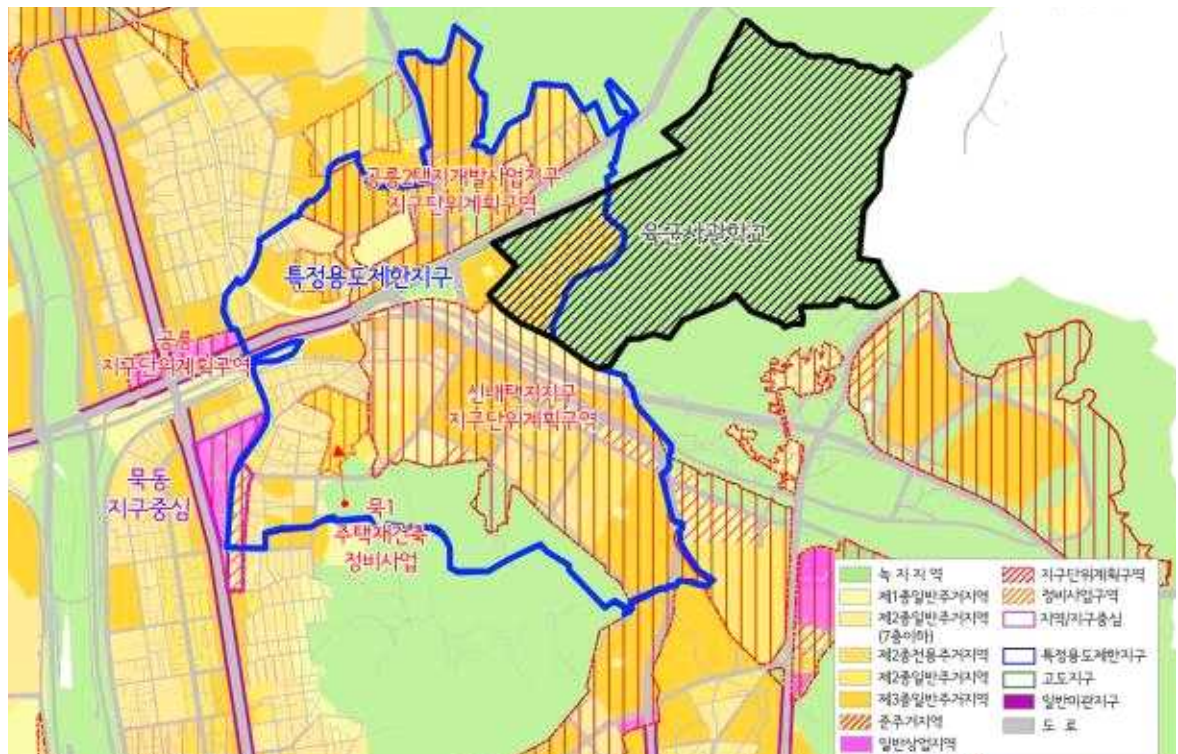 공릉2택지개발사업지구
지구단위계획구역
육군사관학교
특정용도제한지구
공릉
지구단위계획구역
신내택지지구
지구단위계획구역
묵동
지구중심
묵1
주택재건축
정비사업
녹지지역
제1종일반주거지역
제2종일반주거지역
(7층이하)
제2종전용주거지역
제2종일반주거지역
제3종일반주거지역
준주거지역
일반상업지역
지구단위계획구역
정비사업구역
지역/지구중심
특정용도제한지구
고도지구
일반미관지구
도 로